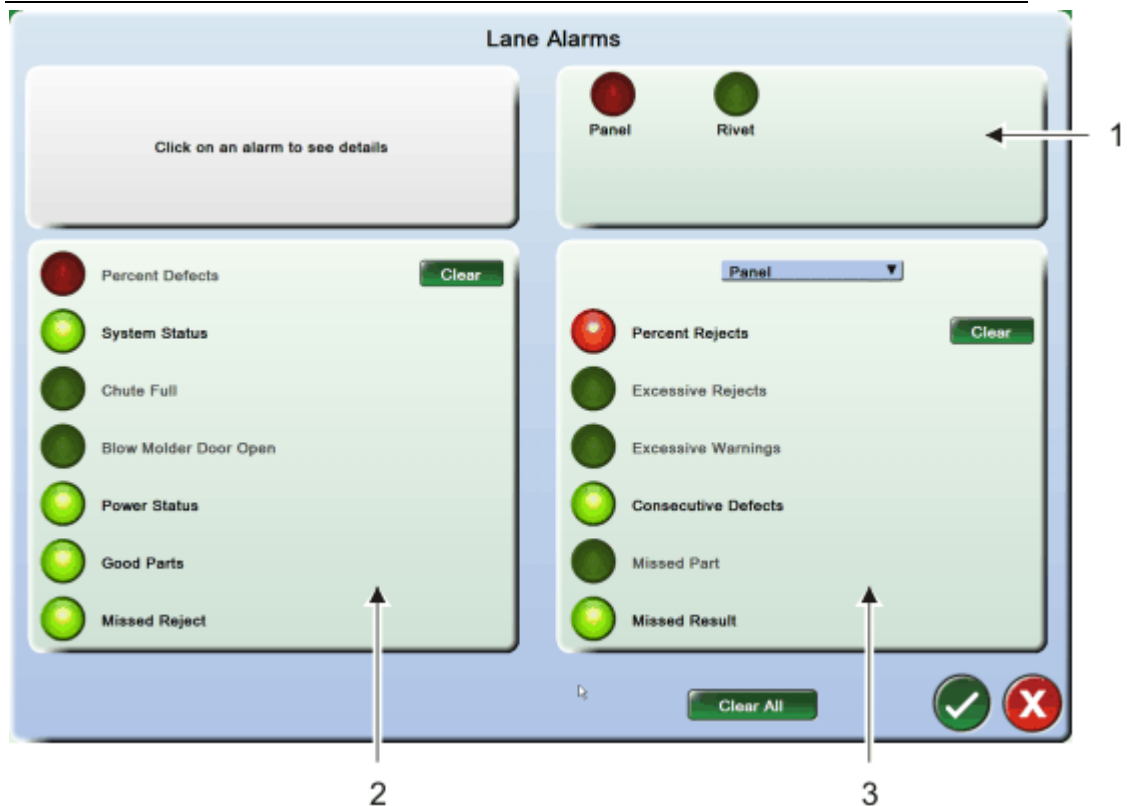 Lane Alarms
Click on an alarm to see details
Panel
Rivet
1
Percent Defects
Clear
System Status
Chute Full
Blow Molder Door Open
Power Status
Good Parts
Missed Reject
Panel
Percent Rejects
Clear
Excessive Rejects
Excessive Warnings
Consecutive Defects
Missed Part
Missed Result
Clear All
2
3